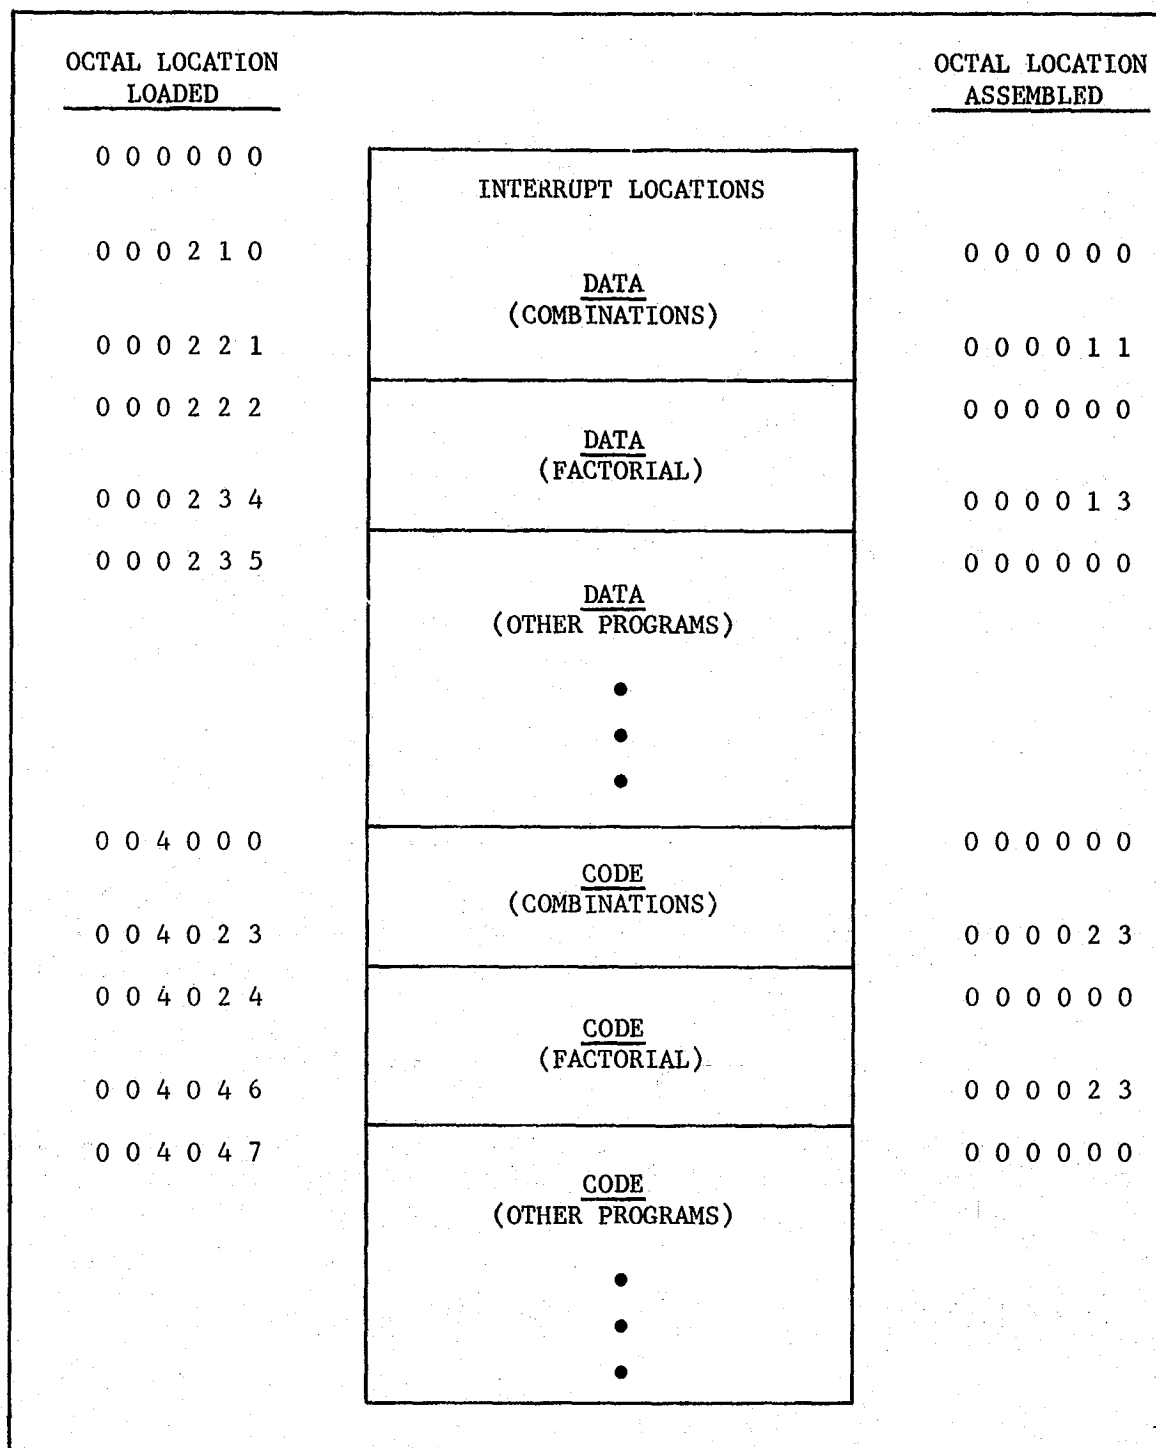 OCTAL LOCATION LOADED
OCTAL LOCATION ASSEMBLED
0 0 0 0 0 0
INTERRUPT LOCATIONS
0 0 0 2 1 0
0 0 0 0 0 0
DATA
(COMBINATIONS)
0 0 0 2 2 1
0 0 0 0 1 1
0 0 0 2 2 2
0 0 0 0 0 0
DATA
(FACTORIAL)
0 0 0 2 3 4
0 0 0 0 1 3
0 0 0 2 3 5
0 0 0 0 0 0
DATA
(OTHER PROGRAMS)
0 0 4 0 0 0
0 0 0 0 0 0
CODE
(COMBINATIONS)
0 0 4 0 2 3
0 0 0 0 2 3
0 0 4 0 2 4
0 0 0 0 0 0
CODE
(FACTORIAL)
0 0 4 0 4 6
0 0 0 0 2 3
0 0 4 0 4 7
0 0 0 0 0 0
CODE
(OTHER PROGRAMS)